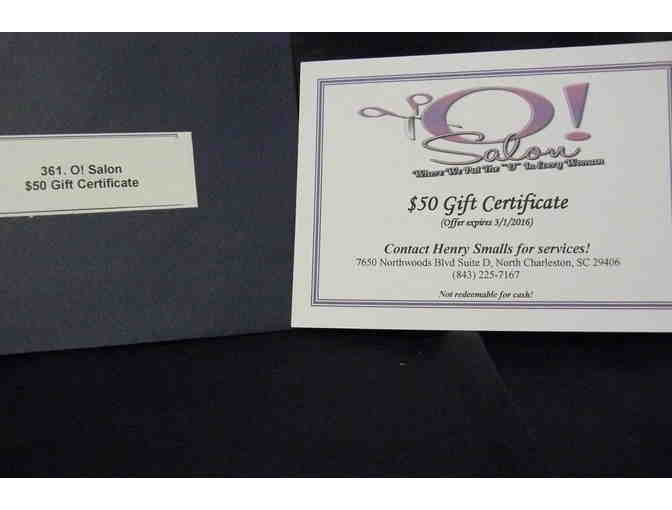 361. O! Salon
$50 Gift Certificate
O!
Salon
Where We Put The "O" In Every Woman
$50 Gift Certificate
(Offer expires 3/1/2016)
Contact Henry Smalls for services!
7650 Northwoods Blvd Suite D, North Charleston, SC 29406
(843) 225-7167
Not redeemable for cash!